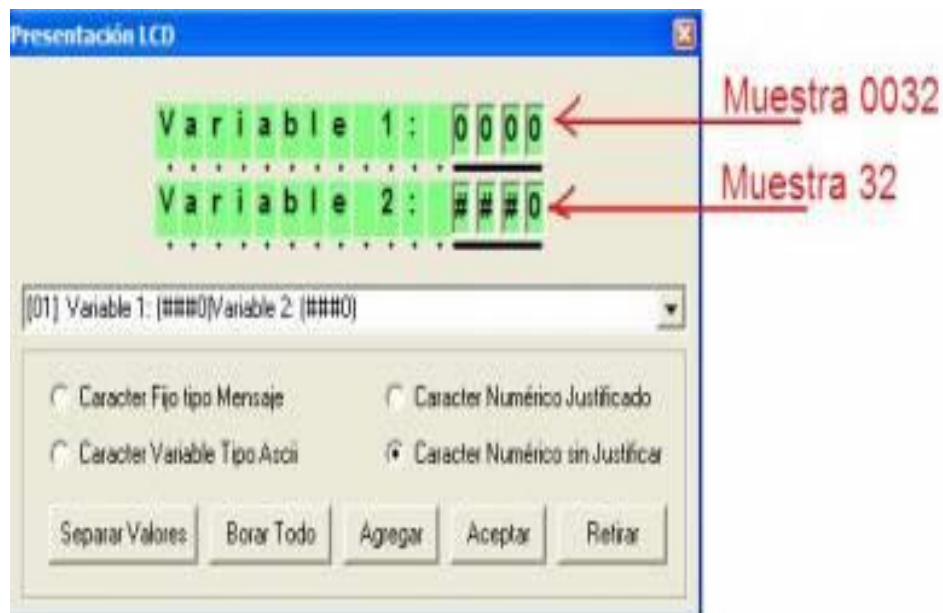 Presentación LCD
Variable 1: 0000
Muestra 0032
Variable 2: ###0
Muestra 32
(01) Variable 1: (###0)Variable 2: (###0)
Caracter Fijo tipo Mensaje
Caracter Numérico Justificado
Caracter Variable Tipo Ascii
Caracter Numérico sin Justificar
Separar Valores
Borar Todo
Agregar
Aceptar
Retirar